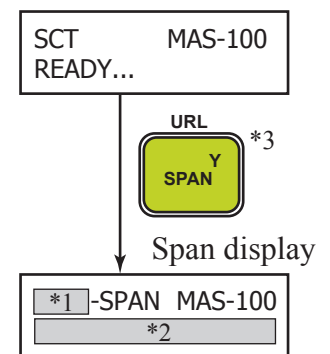 SCT MAS-100
READY...
URL
*3
Y
SPAN
Span display
*1 -SPAN MAS-100
*2